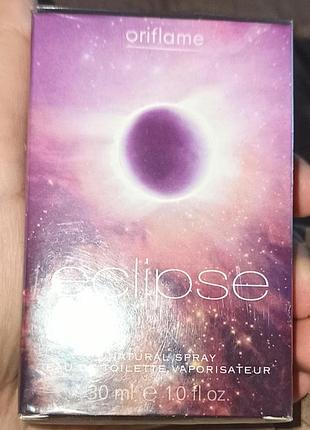 oriflame
eclipse
NATURAL SPRAY
EAU DE TOILETTE, VAPORISATEUR
30 ml ℮ 1.0 fl.oz.